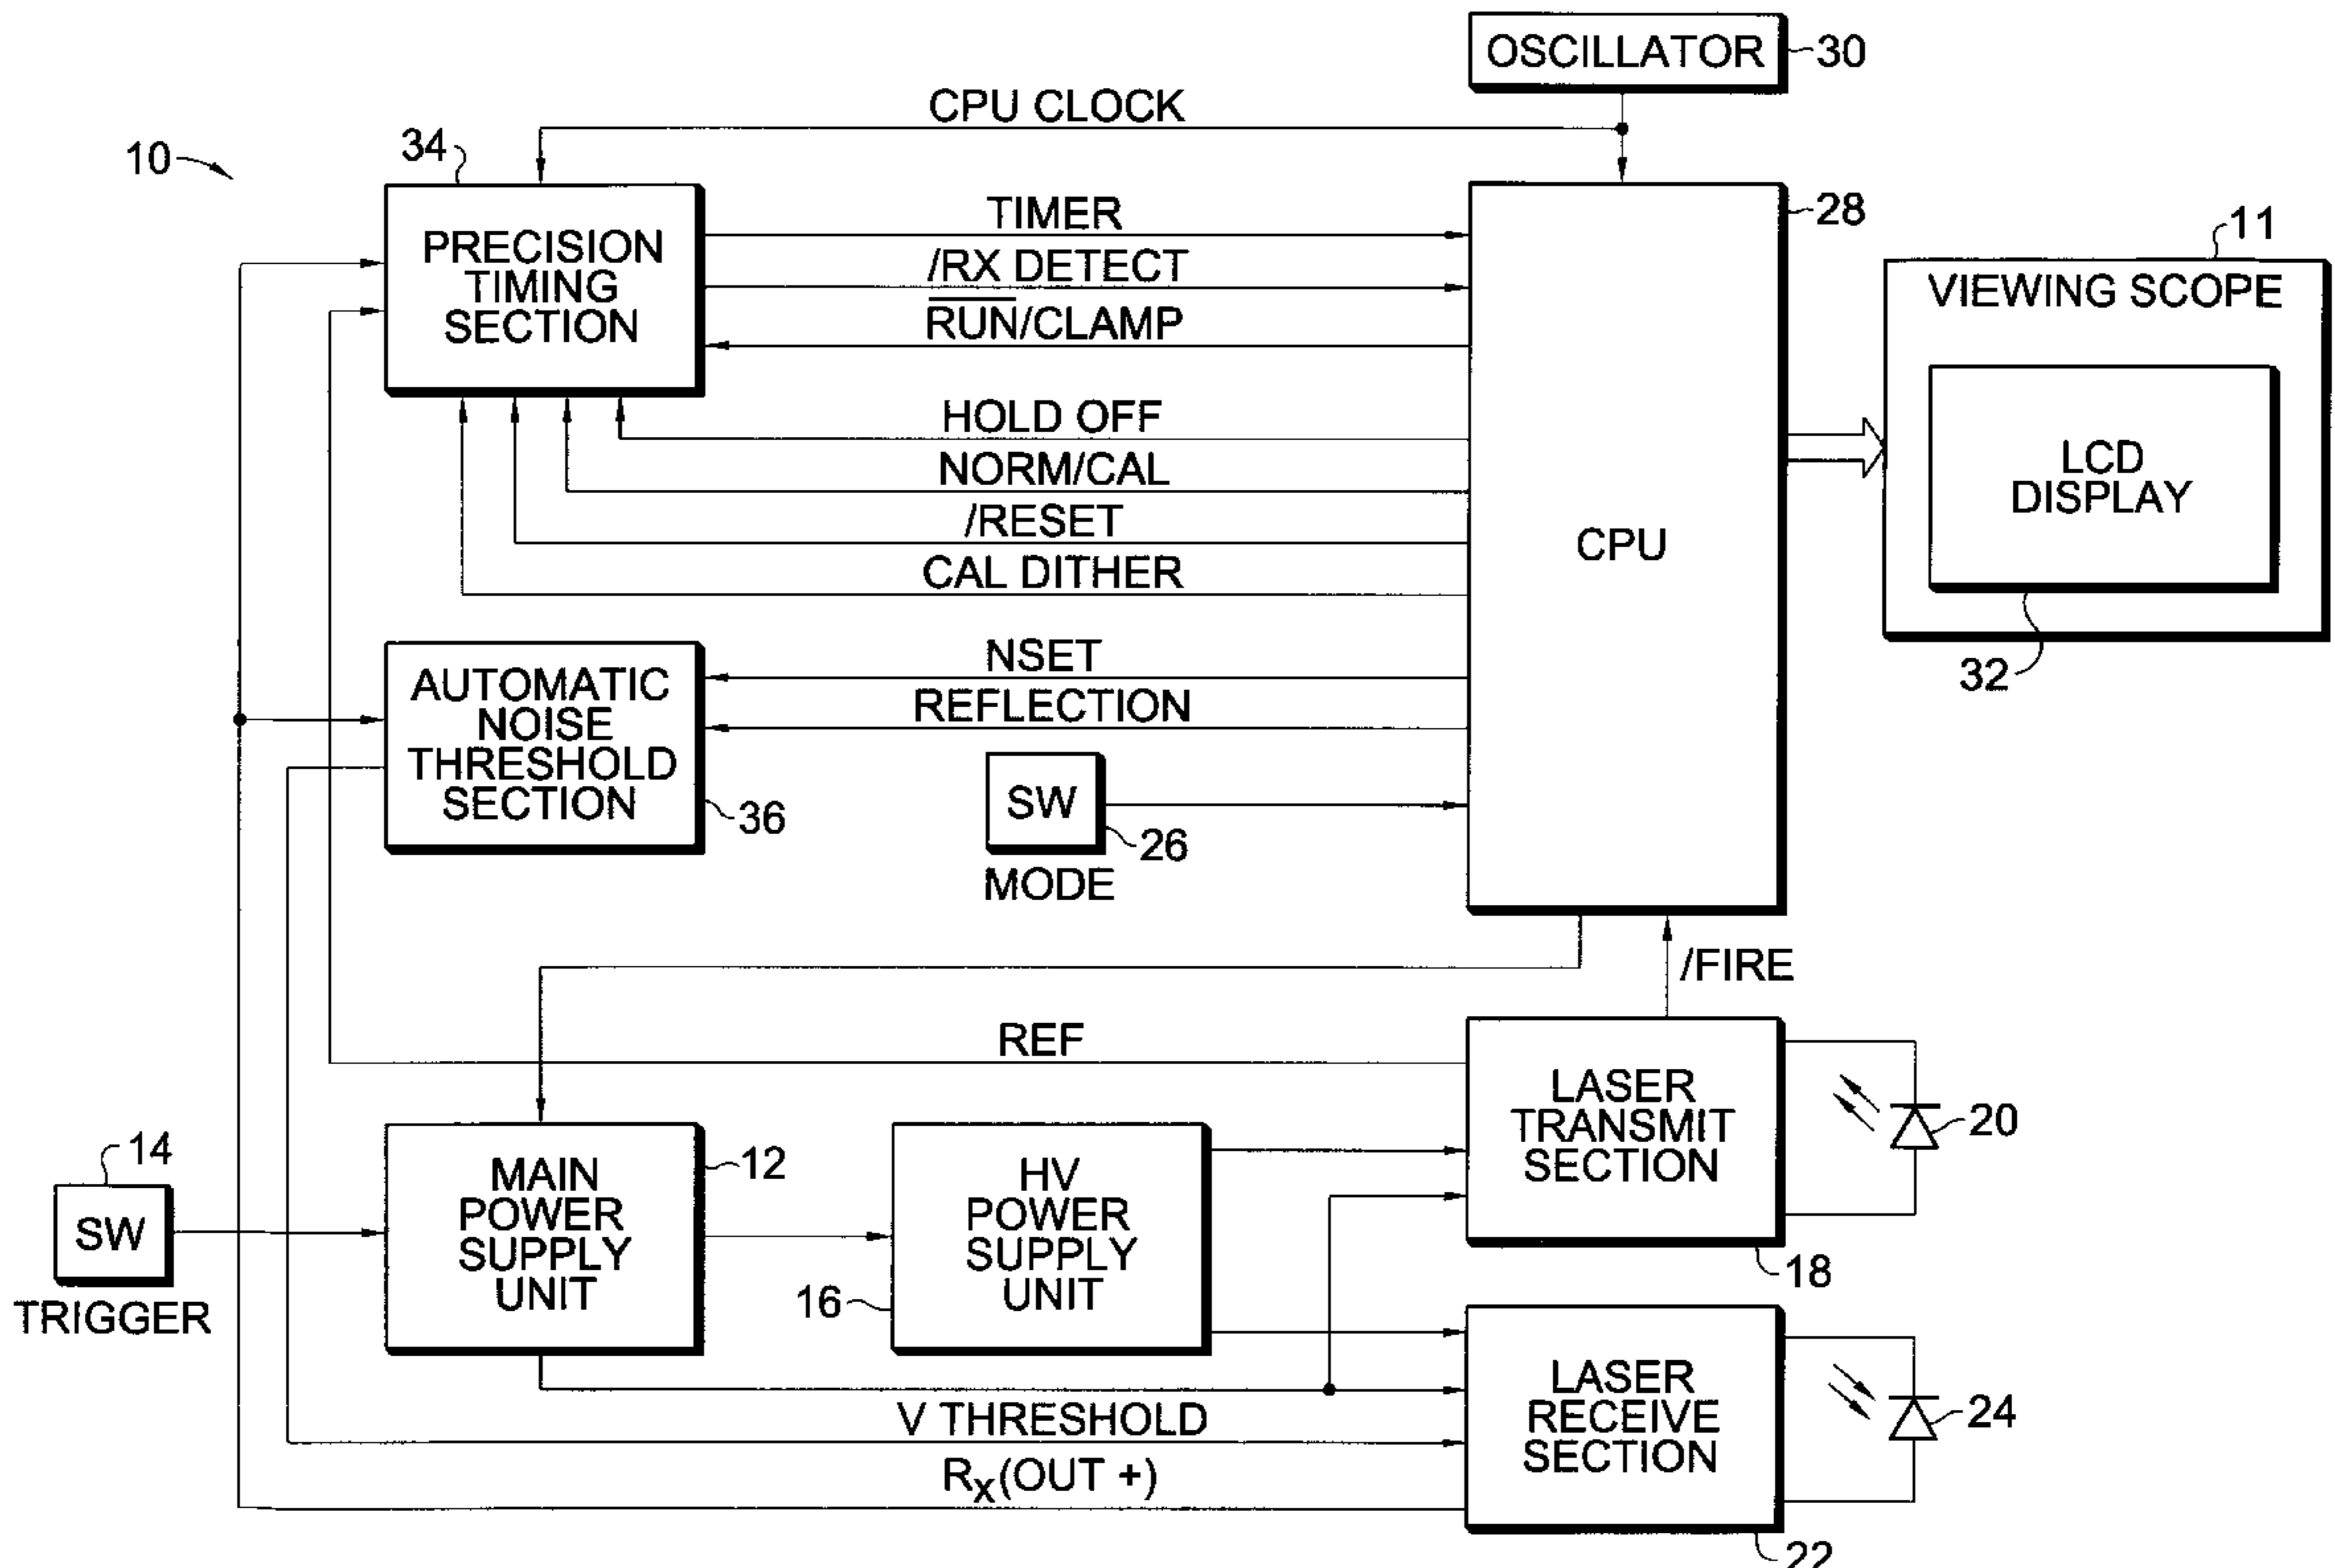 OSCILLATOR
30
CPU CLOCK
10
34
PRECISION
TIMING
SECTION
TIMER
/RX DETECT
RUN/CLAMP
HOLD OFF
NORM/CAL
/RESET
CAL DITHER
28
CPU
11
VIEWING SCOPE
LCD
DISPLAY
32
AUTOMATIC
NOISE
THRESHOLD
SECTION
36
NSET
REFLECTION
SW
26
MODE
/FIRE
REF
LASER
TRANSMIT
SECTION
20
18
14
SW
TRIGGER
MAIN
POWER
SUPPLY
UNIT
12
HV
POWER
SUPPLY
UNIT
16
V THRESHOLD
RX(OUT +)
LASER
RECEIVE
SECTION
24
22